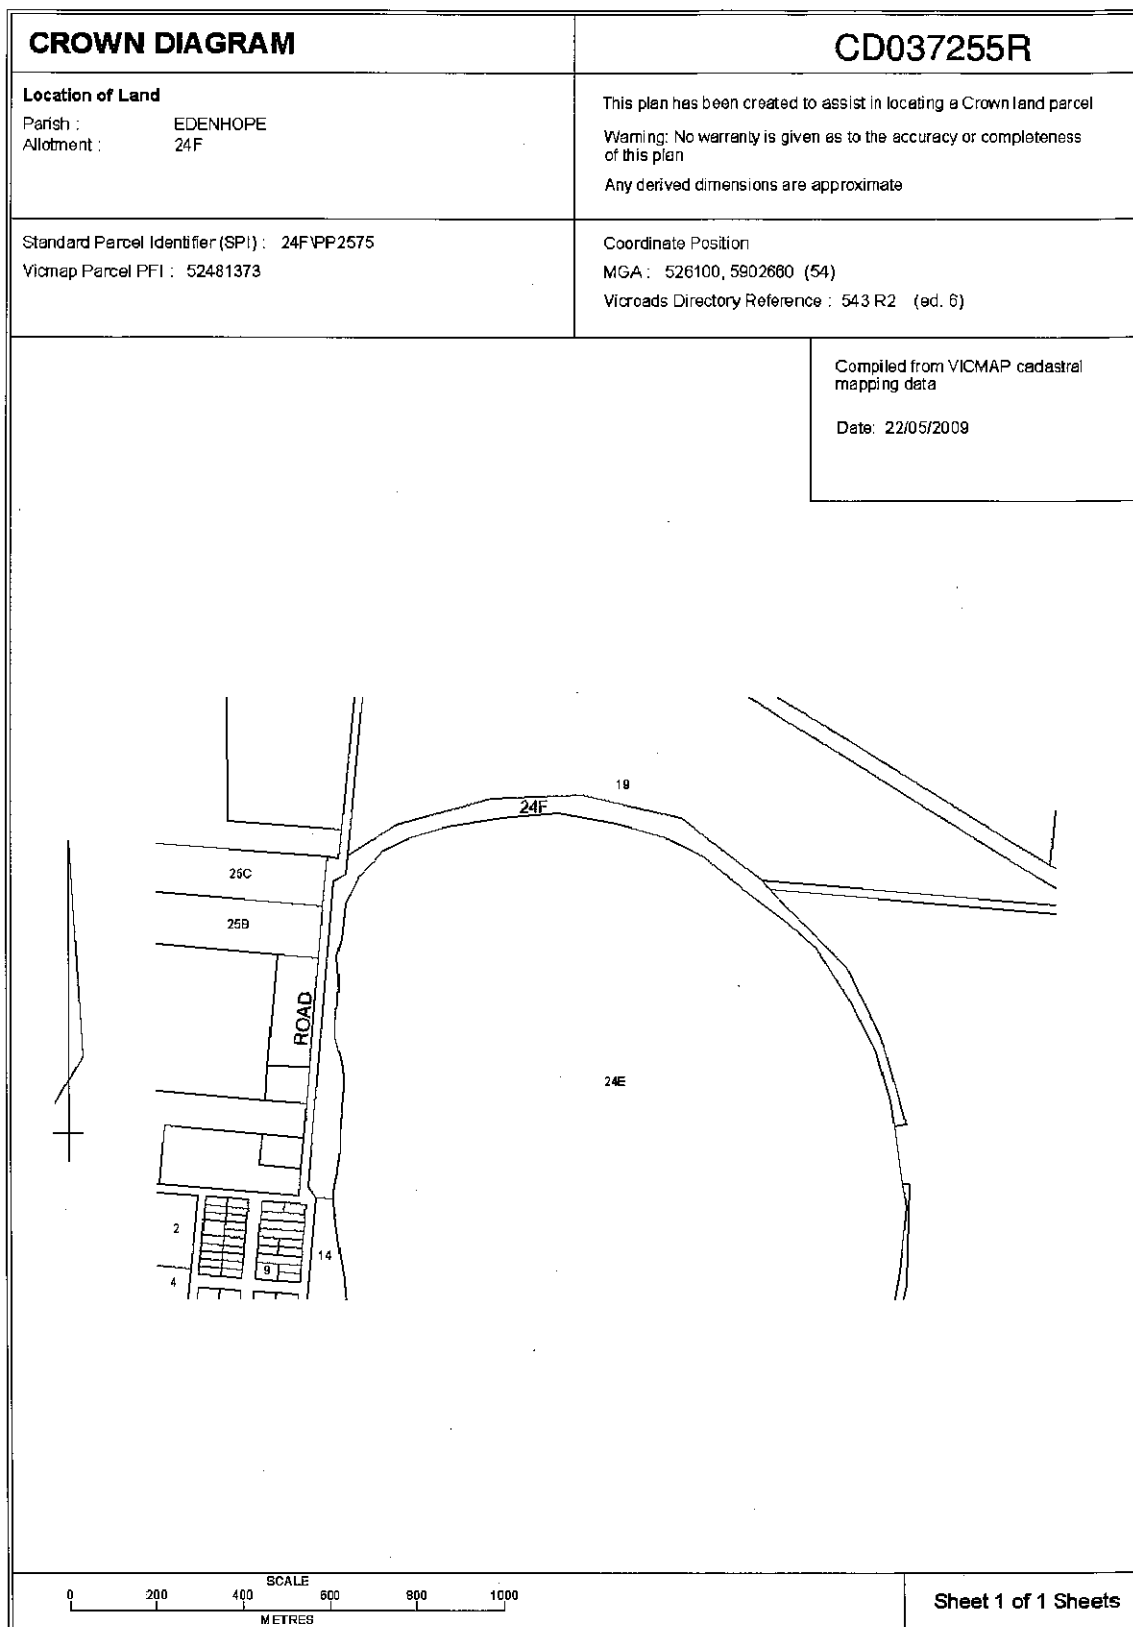 CROWN DIAGRAM
CD037255R
Location of Land
Parish : EDENHOPE
Allotment : 24F
This plan has been created to assist in locating a Crown land parcel
Warning: No warranty is given as to the accuracy or completeness
of this plan
Any derived dimensions are approximate
Standard Parcel Identifier (SPI) : 24F\PP2575
Vicmap Parcel PFI : 52481373
Coordinate Position
MGA : 526100, 5902660 (54)
Vicroads Directory Reference : 543 R2 (ed. 6)
Compiled from VICMAP cadastral
mapping data
Date: 22/05/2009
19
24F
25B
ROAD
24E
2
14
9
4
SCALE
0 200 400 600 800 1000
METRES
Sheet 1 of 1 Sheets